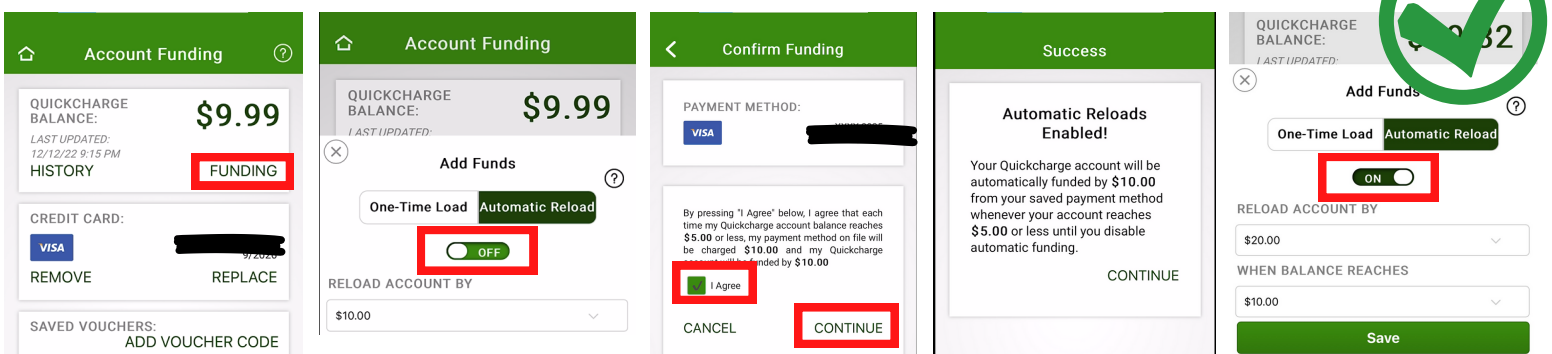 Account Funding
QUICKCHARGE
BALANCE:
$9.99
LAST UPDATED:
12/12/22 9:15 PM
HISTORY
FUNDING
CREDIT CARD:
VISA
REMOVE
REPLACE
SAVED VOUCHERS:
ADD VOUCHER CODE
Account Funding
QUICKCHARGE
BALANCE:
$9.99
LAST UPDATED:
Add Funds
?
One-Time Load
Automatic Reload
OFF
RELOAD ACCOUNT BY
$10.00
Confirm Funding
PAYMENT METHOD:
VISA
By pressing "I Agree" below, I agree that each
time my Quickcharge account balance reaches
$5.00 or less, my payment method on file will
be charged $10.00 and my Quickcharge
account will be funded by $10.00
I Agree
CANCEL
CONTINUE
Success
Automatic Reloads
Enabled!
Your Quickcharge account will be
automatically funded by $10.00
from your saved payment method
whenever your account reaches
$5.00 or less until you disable
automatic funding.
CONTINUE
QUICKCHARGE
BALANCE:
LAST UPDATED:
Add Funds
?
One-Time Load
Automatic Reload
ON
RELOAD ACCOUNT BY
$20.00
WHEN BALANCE REACHES
$10.00
Save